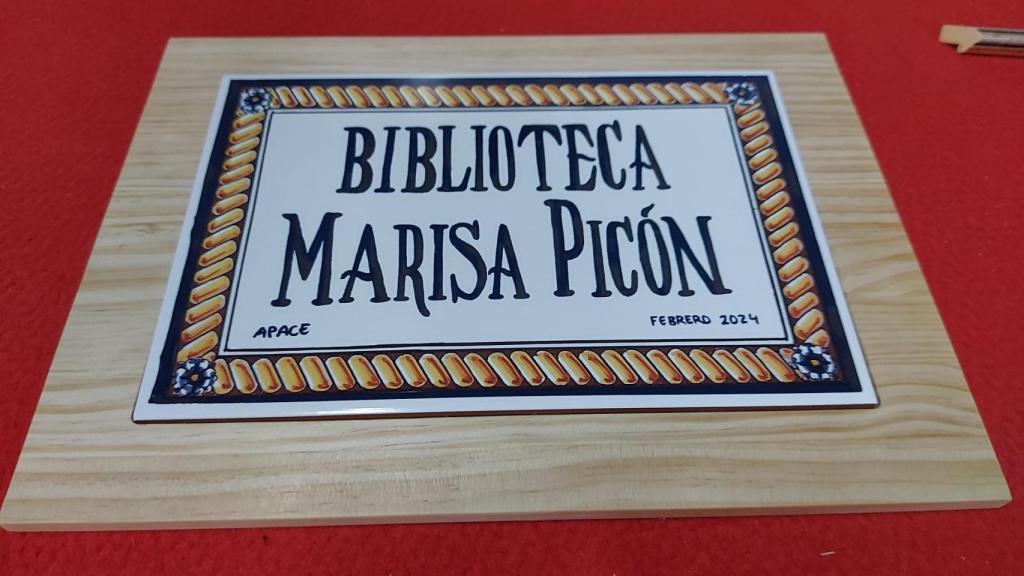 BIBLIOTECA
MARISA PICÓN
APACE FEBRERO 2024